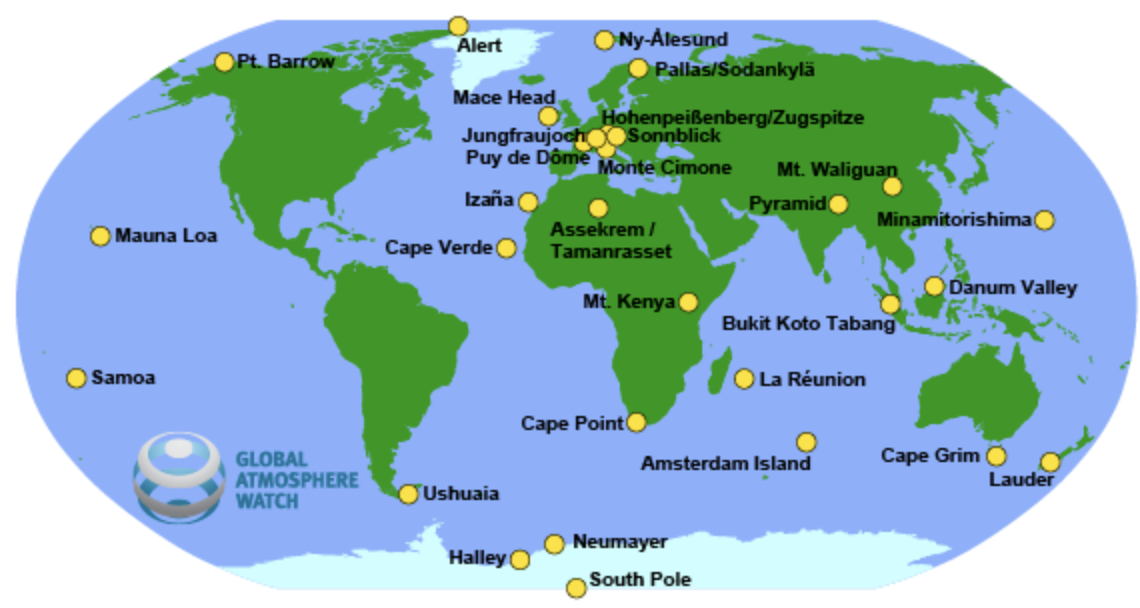 Alert
Ny-Ålesund
Pt. Barrow
Pallas/Sodankylä
Mace Head
Hohenpeißenberg/Zugspitze
Jungfraujoch
Sonnblick
Puy de Dôme
Monte Cimone
Mt. Waliguan
Izaña
Pyramid
Minamitorishima
Assekrem /
Tamanrasset
Mauna Loa
Cape Verde
Danum Valley
Mt. Kenya
Bukit Koto Tabang
Samoa
La Réunion
Cape Point
Cape Grim
Amsterdam Island
Lauder
GLOBAL
ATMOSPHERE
WATCH
Ushuaia
Neumayer
Halley
South Pole